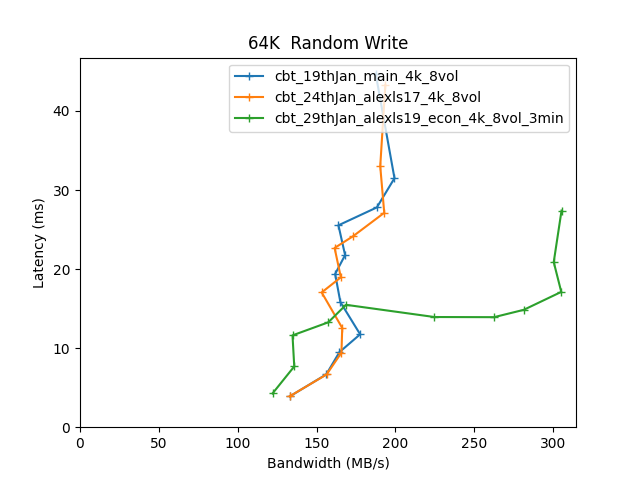 64K  Random Write
cbt_19thJan_main_4k_8vol
cbt_24thJan_alexls17_4k_8vol
cbt_29thJan_alexls19_econ_4k_8vol_3min
Latency (ms)
40
30
20
10
0
0 50 100 150 200 250 300
Bandwidth (MB/s)